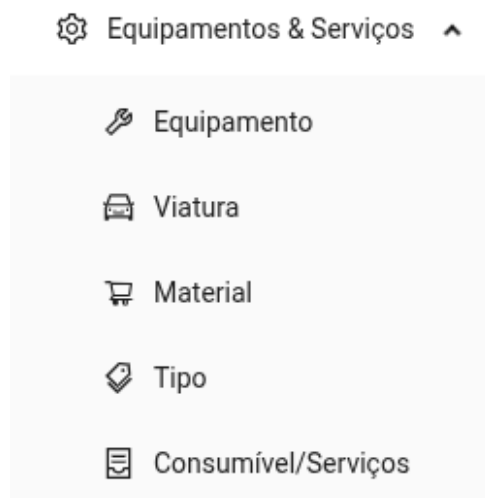 Equipamentos & Serviços
Equipamento
Viatura
Material
Tipo
Consumível/Serviços